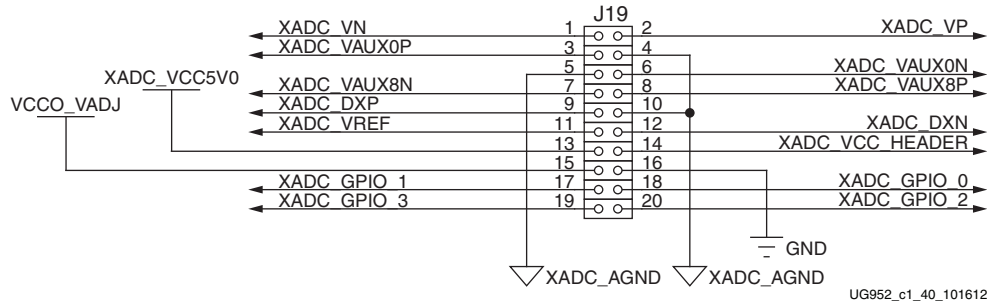 J19
XADC_VN 1 2 XADC_VP
XADC_VAUX0P 3 4
5 6 XADC_VAUX0N
XADC_VCC5V0
XADC_VAUX8N 7 8 XADC_VAUX8P
VCCO_VADJ
XADC_DXP 9 10
XADC_VREF 11 12 XADC_DXN
13 14 XADC_VCC_HEADER
15 16
XADC_GPIO_1 17 18 XADC_GPIO_0
XADC_GPIO_3 19 20 XADC_GPIO_2
GND
XADC_AGND XADC_AGND
UG952_c1_40_101612